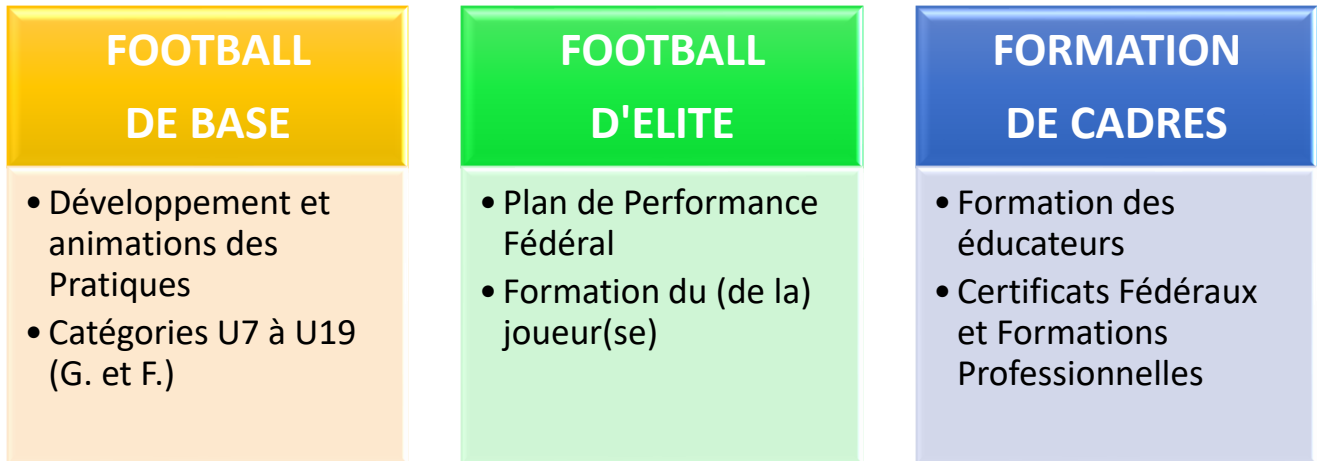 FOOTBALL
DE BASE
• Développement et
animations des
Pratiques
• Catégories U7 à U19
(G. et F.)
FOOTBALL
D'ELITE
• Plan de Performance
Fédéral
• Formation du (de la)
joueur(se)
FORMATION
DE CADRES
• Formation des
éducateurs
• Certificats Fédéraux
et Formations
Professionnelles